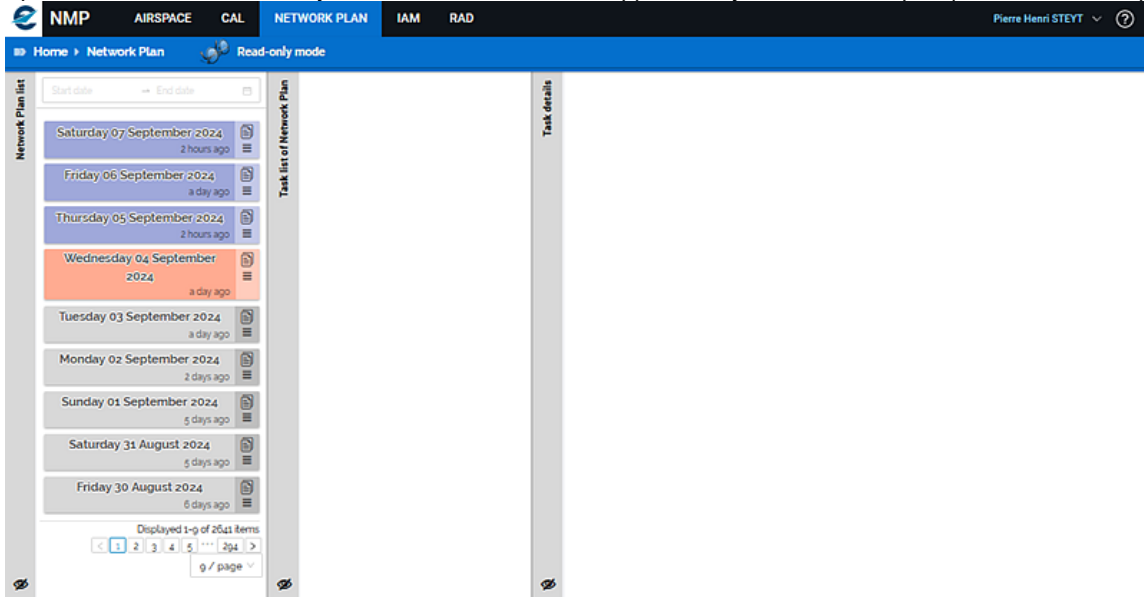 NMP AIRSPACE CAL NETWORK PLAN IAM RAD Pierre Henri STEYT
Home › Network Plan Read-only mode
Network Plan list
Start date → End date
Saturday 07 September 2024
2 hours ago
Friday 06 September 2024
a day ago
Thursday 05 September 2024
2 hours ago
Wednesday 04 September
2024
a day ago
Tuesday 03 September 2024
a day ago
Monday 02 September 2024
2 days ago
Sunday 01 September 2024
5 days ago
Saturday 31 August 2024
5 days ago
Friday 30 August 2024
6 days ago
Displayed 1-9 of 2641 items
< 1 2 3 4 5 ••• 294 >
9 / page
Task list of Network Plan
Task details